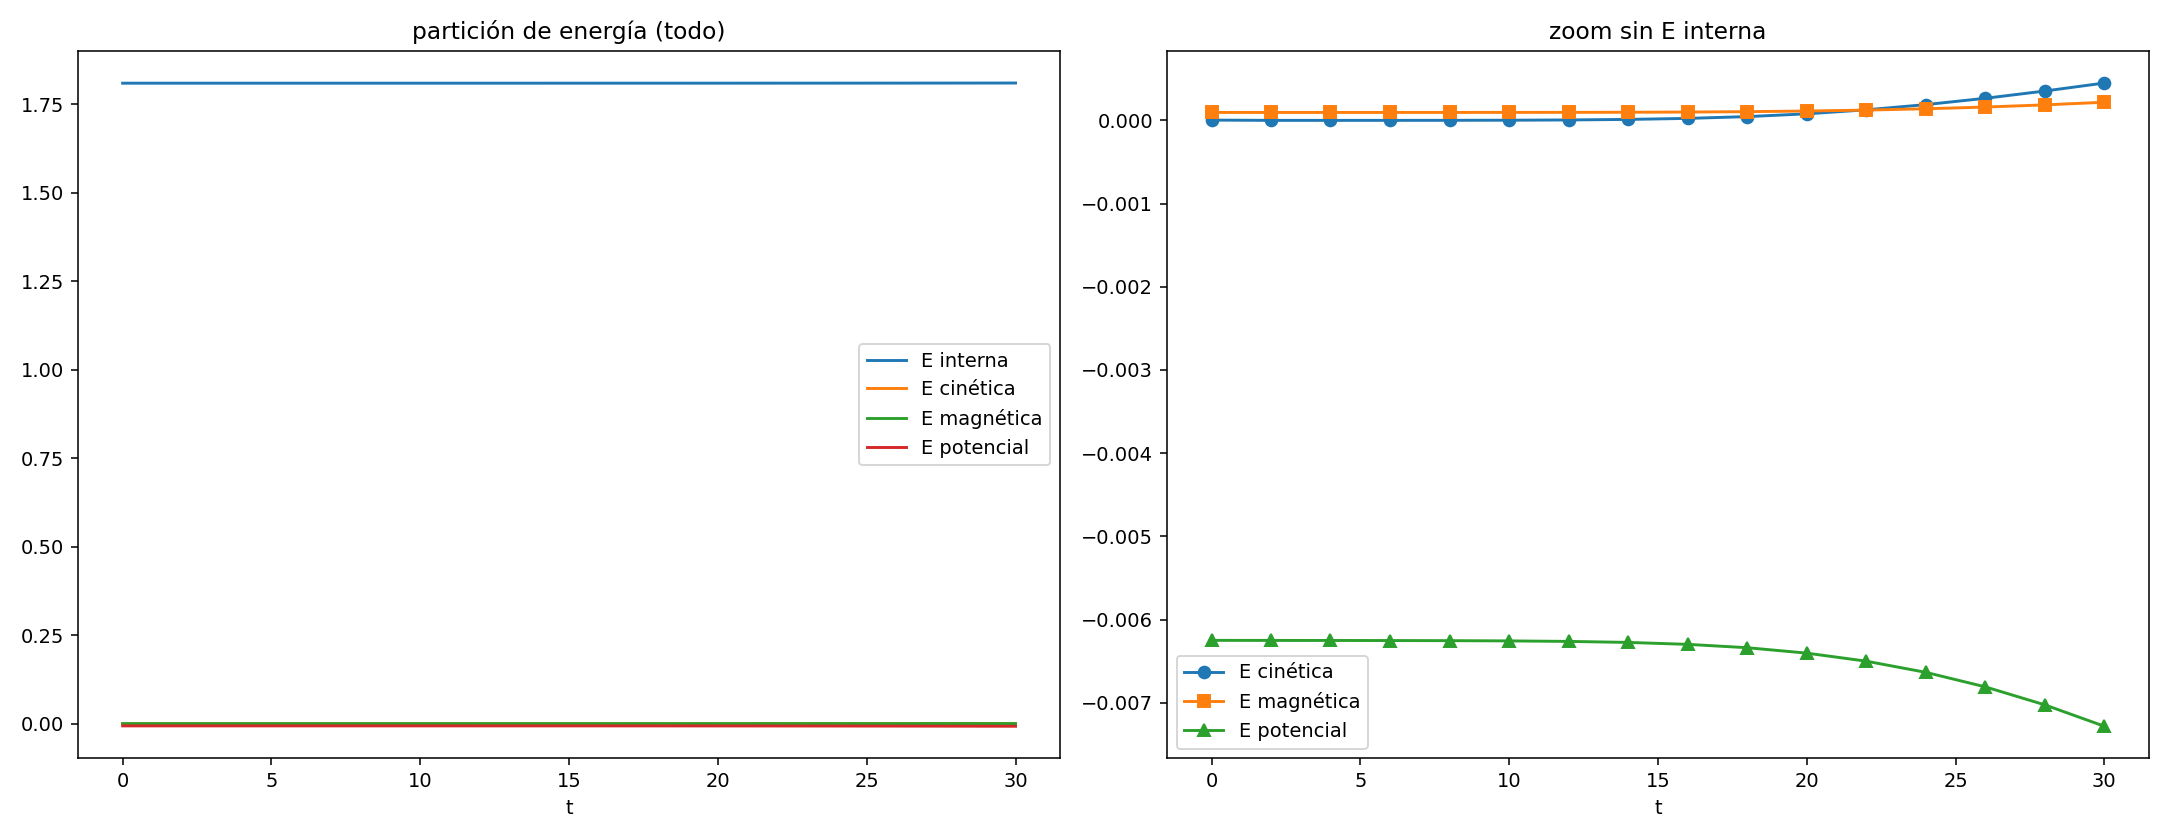 partición de energía (todo)
1.75
1.50
1.25
1.00
0.75
0.50
0.25
0.00
E interna
E cinética
E magnética
E potencial
0 5 10 15 20 25 30
t
zoom sin E interna
0.000
−0.001
−0.002
−0.003
−0.004
−0.005
−0.006
−0.007
E cinética
E magnética
E potencial
0 5 10 15 20 25 30
t